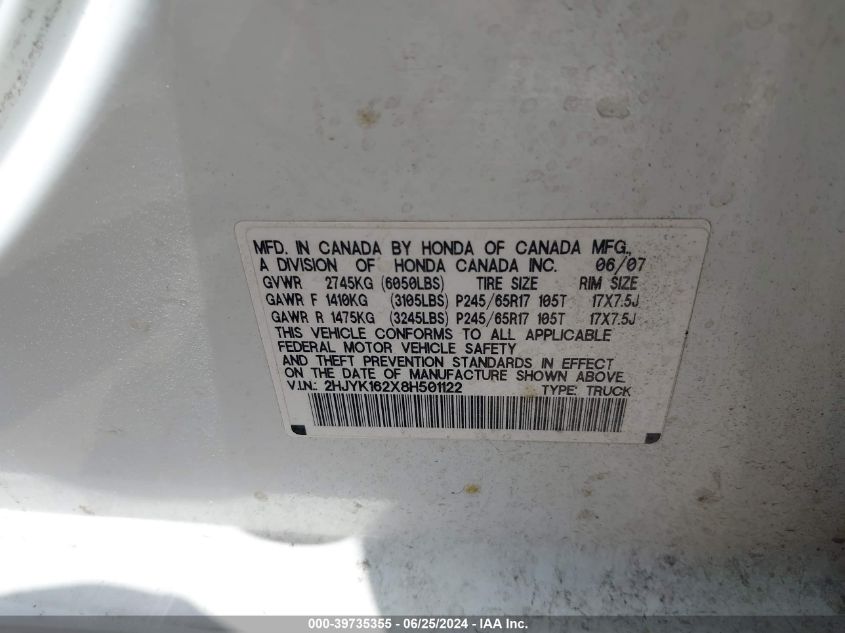 MFD. IN CANADA BY HONDA OF CANADA MFG.,
A DIVISION OF HONDA CANADA INC. 06/07
GVWR 2745KG (6050LBS) TIRE SIZE RIM SIZE
GAWR F 1410KG (3105LBS) P245/65R17 105T 17X7.5J
GAWR R 1475KG (3245LBS) P245/65R17 105T 17X7.5J
THIS VEHICLE CONFORMS TO ALL APPLICABLE
FEDERAL MOTOR VEHICLE SAFETY
AND THEFT PREVENTION STANDARDS IN EFFECT
ON THE DATE OF MANUFACTURE SHOWN ABOVE.
V.I.N.: 2HJYK162X8H501122 TYPE: TRUCK
000-39735355 - 06/25/2024 - IAA Inc.